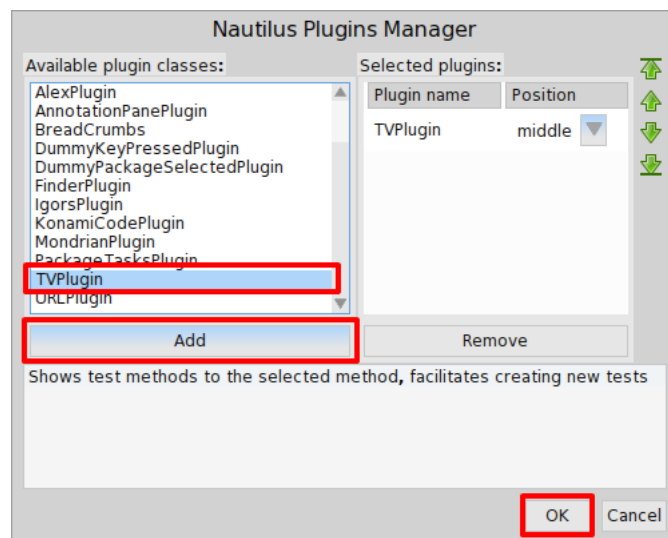 Nautilus Plugins Manager
Available plugin classes:
Selected plugins:
AlexPlugin
AnnotationPanePlugin
BreadCrumbs
DummyKeyPressedPlugin
DummyPackageSelectedPlugin
FinderPlugin
IgorsPlugin
KonamiCodePlugin
MondrianPlugin
PackageTasksPlugin
TVPlugin
URLPlugin
Plugin name Position
TVPlugin middle
Add
Remove
Shows test methods to the selected method, facilitates creating new tests
OK
Cancel